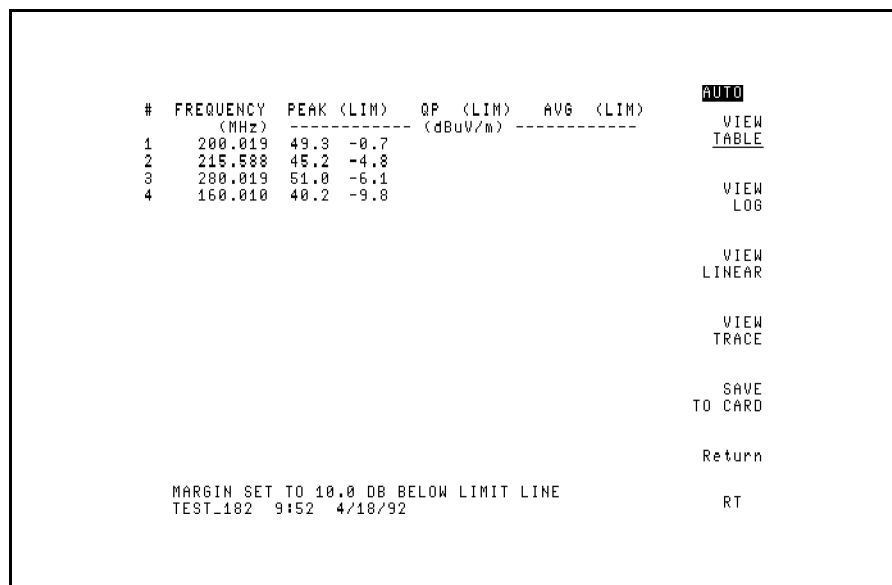 AUTO
# FREQUENCY PEAK (LIM) QP (LIM) AVG (LIM)
(MHz) ------------ (dBuV/m) ------------
1 200.019 49.3 -0.7
2 215.588 45.2 -4.8
3 280.019 51.0 -6.1
4 160.010 40.2 -9.8
VIEW
TABLE
VIEW
LOG
VIEW
LINEAR
VIEW
TRACE
SAVE
TO CARD
Return
RT
MARGIN SET TO 10.0 DB BELOW LIMIT LINE
TEST_182 9:52 4/18/92